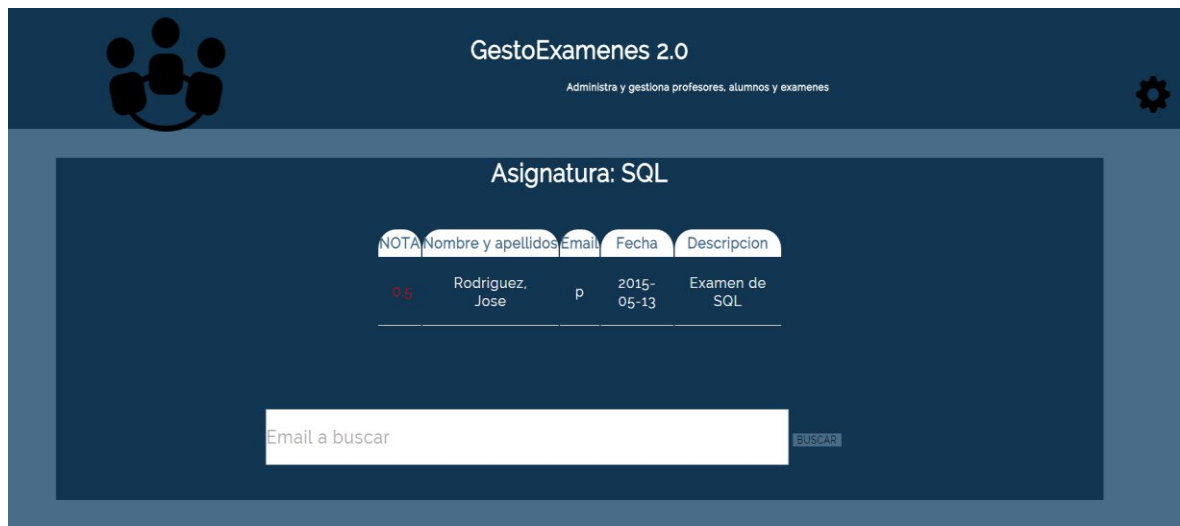 GestoExamenes 2.0
Administra y gestiona profesores, alumnos y examenes
Asignatura: SQL
NOTA Nombre y apellidos Email Fecha Descripcion
0.5 Rodriguez, Jose p 2015-05-13 Examen de SQL
Email a buscar
BUSCAR